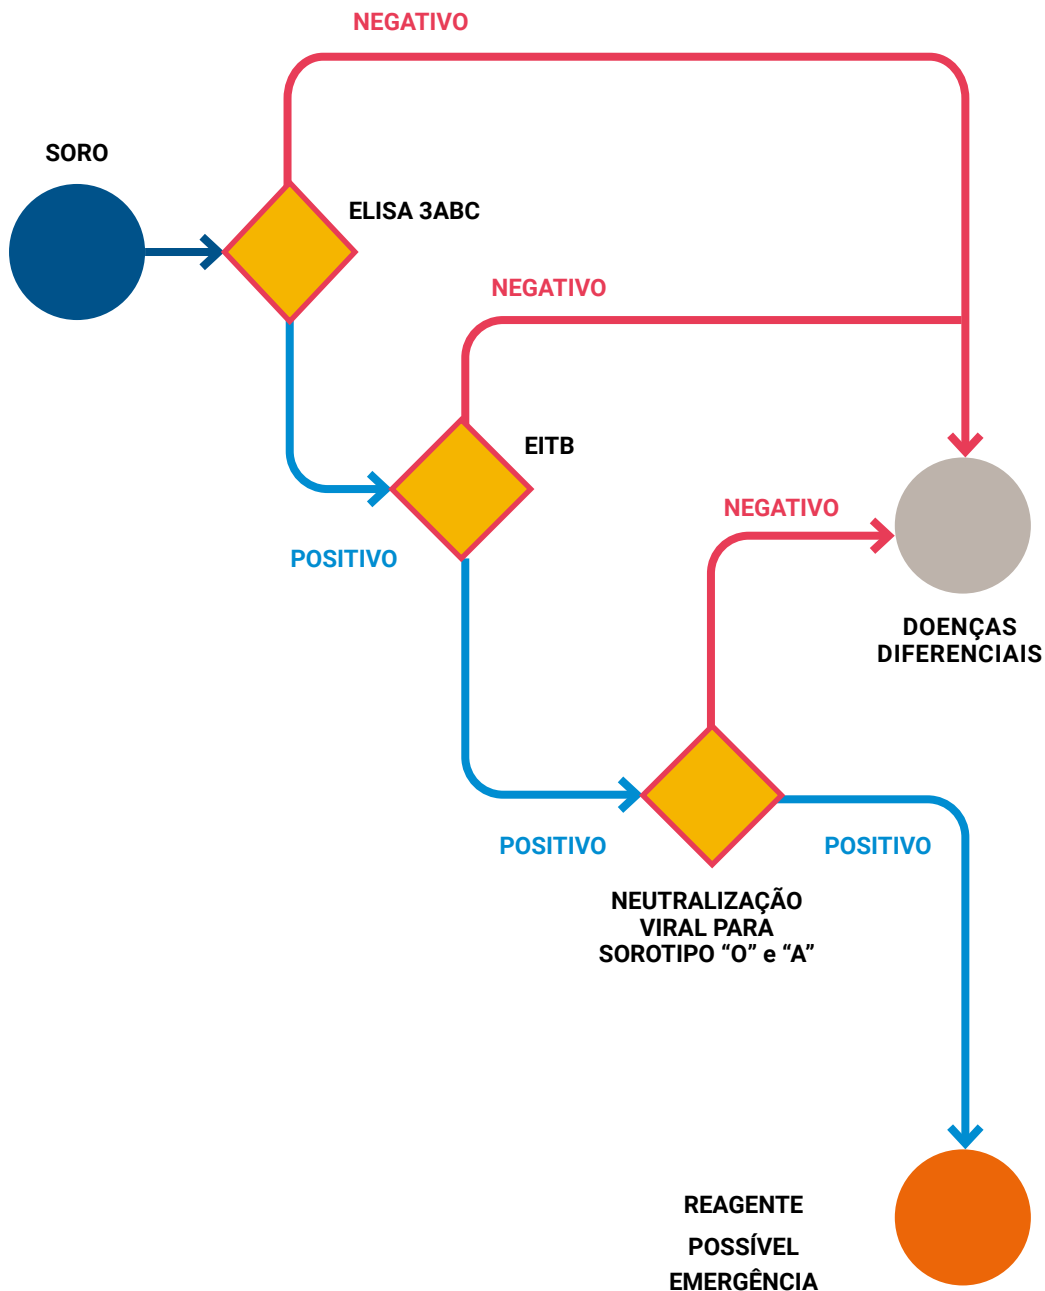 NEGATIVO
SORO
ELISA 3ABC
NEGATIVO
EITB
NEGATIVO
POSITIVO
DOENÇAS
DIFERENCIAIS
POSITIVO
POSITIVO
NEUTRALIZAÇÃO
VIRAL PARA
SOROTIPO “O” e “A”
REAGENTE
POSSÍVEL
EMERGÊNCIA